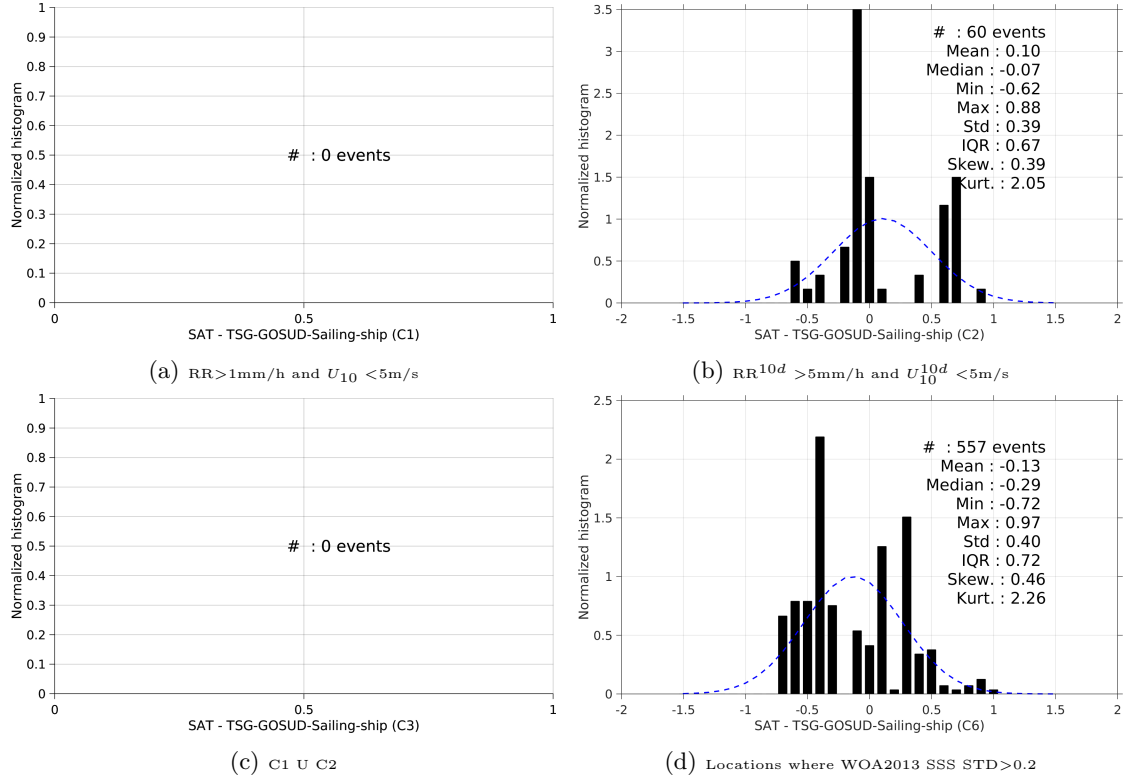 1
0.9
0.8
0.7
0.6
0.5
0.4
0.3
0.2
0.1
0
Normalized histogram
# : 0 events
0 0.5 1
SAT - TSG-GOSUD-Sailing-ship (C1)
(a) RR>1mm/h and U10 <5m/s
3.5
3
2.5
2
1.5
1
0.5
0
Normalized histogram
# : 60 events
Mean : 0.10
Median : -0.07
Min : -0.62
Max : 0.88
Std : 0.39
IQR : 0.67
Skew. : 0.39
Kurt. : 2.05
-2 -1.5 -1 -0.5 0 0.5 1 1.5 2
SAT - TSG-GOSUD-Sailing-ship (C2)
(b) RR10d >5mm/h and U10d10 <5m/s
1
0.9
0.8
0.7
0.6
0.5
0.4
0.3
0.2
0.1
0
Normalized histogram
# : 0 events
0 0.5 1
SAT - TSG-GOSUD-Sailing-ship (C3)
(c) C1 U C2
2.5
2
1.5
1
0.5
0
Normalized histogram
# : 557 events
Mean : -0.13
Median : -0.29
Min : -0.72
Max : 0.97
Std : 0.40
IQR : 0.72
Skew. : 0.46
Kurt. : 2.26
-2 -1.5 -1 -0.5 0 0.5 1 1.5 2
SAT - TSG-GOSUD-Sailing-ship (C6)
(d) Locations where WOA2013 SSS STD>0.2